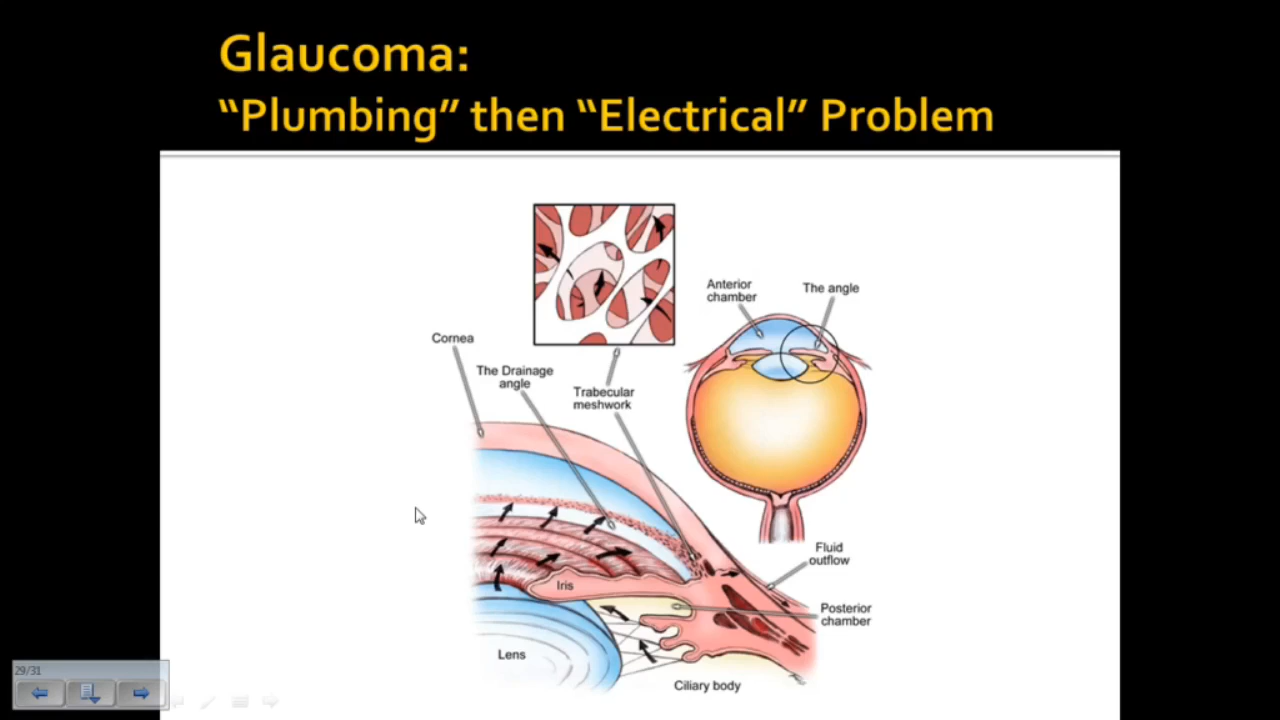 Glaucoma:
“Plumbing” then “Electrical” Problem
Anterior
chamber
The angle
Cornea
The Drainage
angle
Trabecular
meshwork
Fluid
outflow
Iris
Posterior
chamber
Lens
Ciliary body
29/31